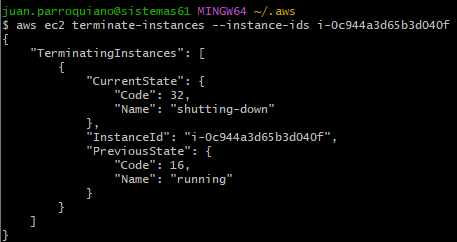 juan.parroquiano@sistemas61 MINGW64 ~/.aws
$ aws ec2 terminate-instances --instance-ids i-0c944a3d65b3d040f
{
    "TerminatingInstances": [
        {
            "CurrentState": {
                "Code": 32,
                "Name": "shutting-down"
            },
            "InstanceId": "i-0c944a3d65b3d040f",
            "PreviousState": {
                "Code": 16,
                "Name": "running"
            }
        }
    ]
}